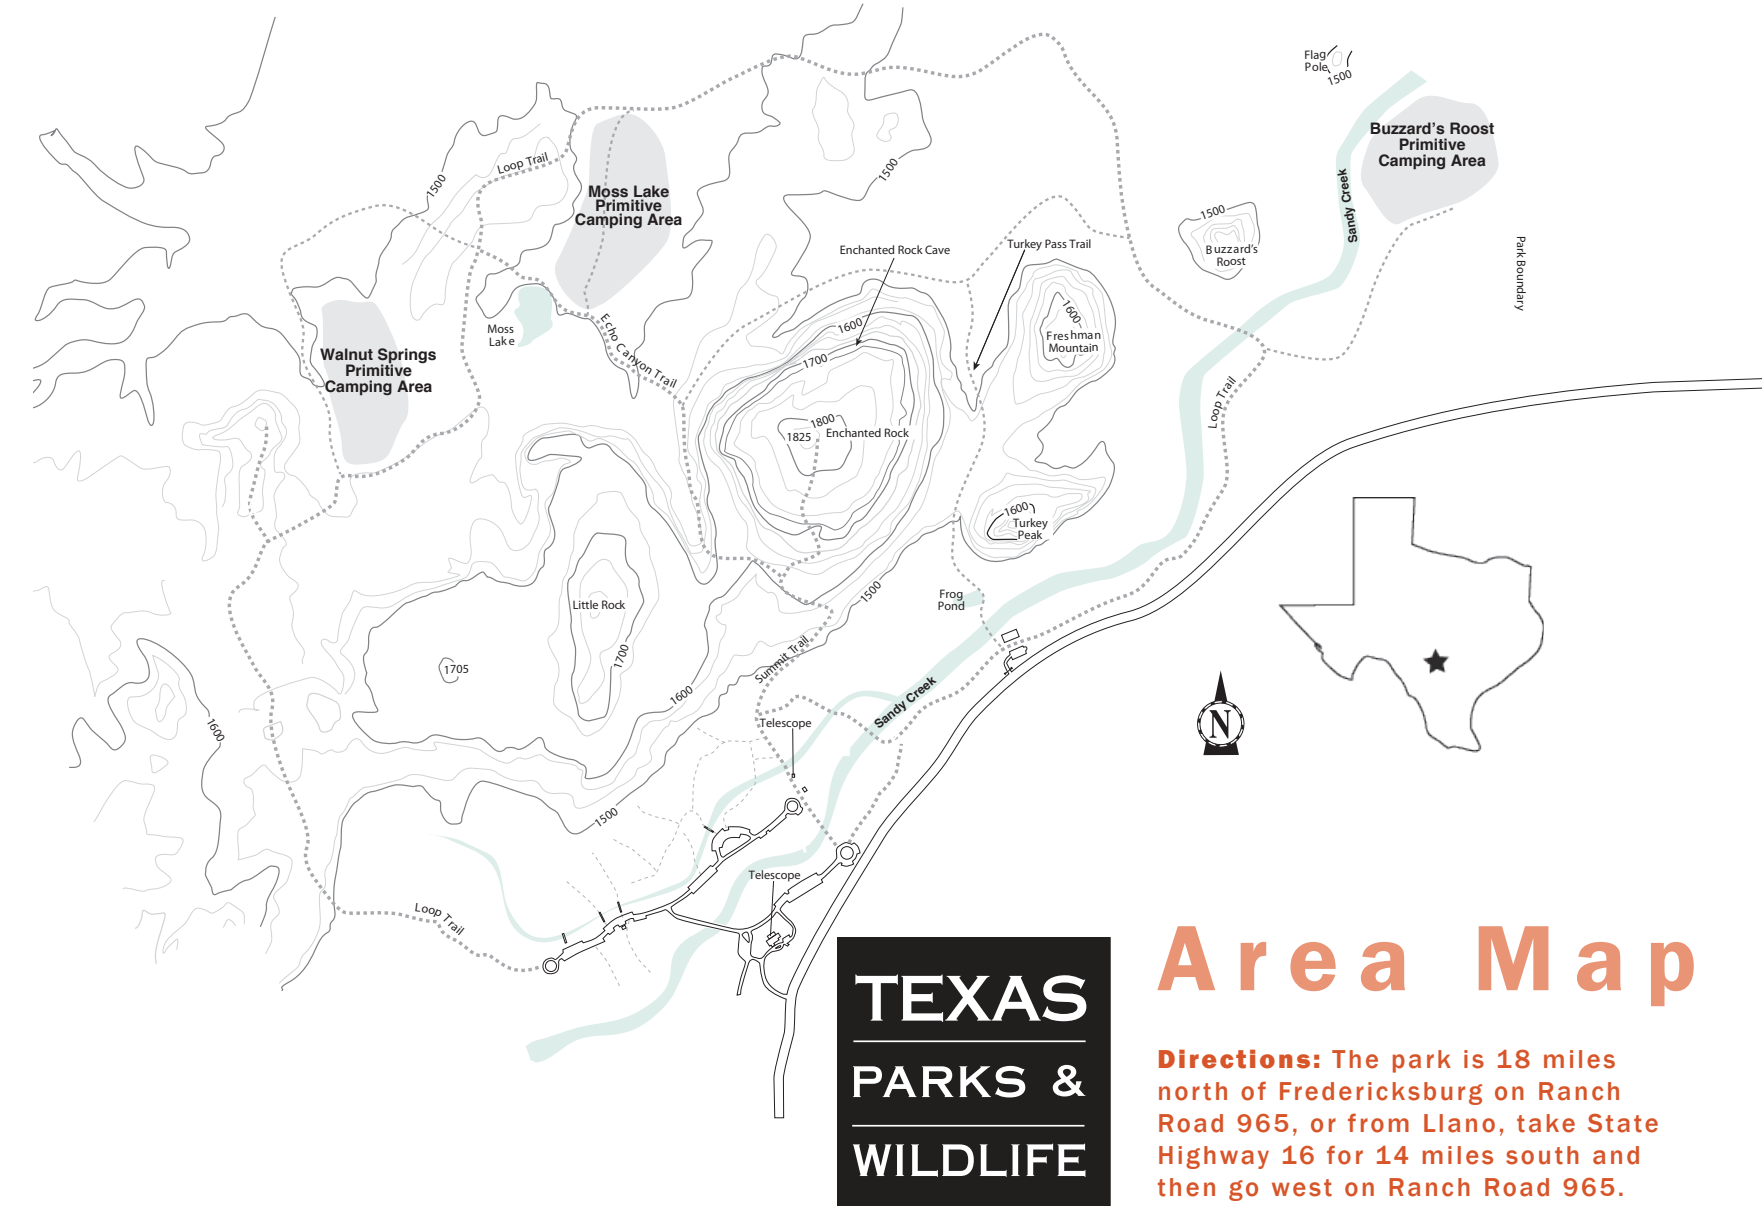 Flag
Pole
1500
Buzzard's Roost
Primitive
Camping Area
Loop Trail
1500
Moss Lake
Primitive
Camping Area
1500
Sandy Creek
1500
Buzzard's
Roost
Park Boundary
Enchanted Rock Cave
Turkey Pass Trail
Moss
Lake
Echo Canyon Trail
1600
1700
1600
Freshman
Mountain
Walnut Springs
Primitive
Camping Area
Loop Trail
1800
1825
Enchanted Rock
1600
Turkey
Peak
Little Rock
1700
1705
1500
Frog
Pond
Summit Trail
1600
1600
Sandy Creek
Telescope
N
1500
Telescope
Loop Trail
TEXAS
PARKS &
WILDLIFE
Area Map
Directions: The park is 18 miles
north of Fredericksburg on Ranch
Road 965, or from Llano, take State
Highway 16 for 14 miles south and
then go west on Ranch Road 965.